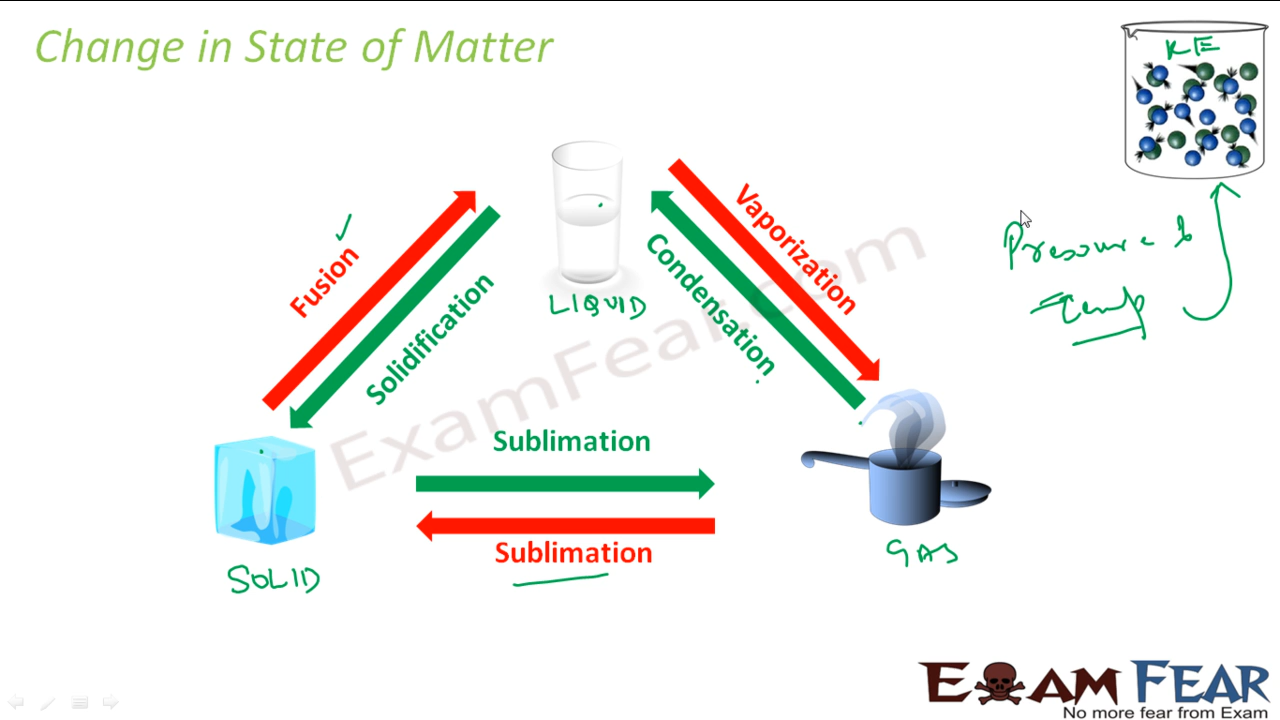 Change in State of Matter
KE
Fusion
Solidification
LIQUID
Vaporization
Condensation
Pressure &
Temp
Sublimation
Sublimation
SOLID
GAS
ExamFear.com
EXAM FEAR
No more fear from Exam